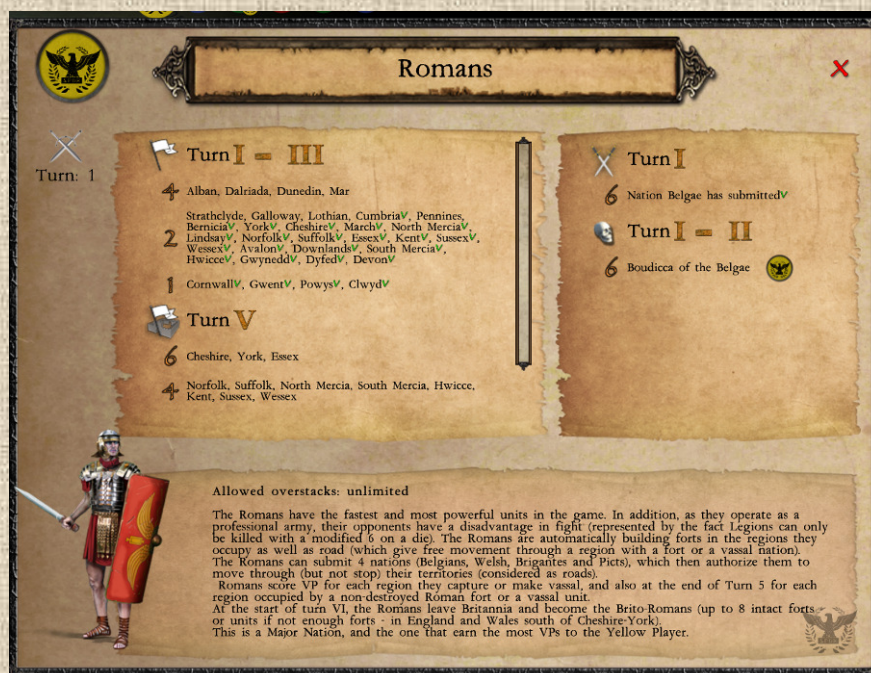 Romans
Turn: 1
Turn I - III
4 Alban, Dalriada, Dunedin, Mar
Strathclyde, Galloway, Lothian, Cumbria, Pennines,
Bernicia, York, Cheshire, March, North Mercia,
2 Lindsay, Norfolk, Suffolk, Essex, Kent, Sussex,
Wessex, Avalon, Downlands, South Mercia,
Hwicce, Gwynedd, Dyfed, Devon
1 Cornwall, Gwent, Powys, Clwyd
Turn V
6 Cheshire, York, Essex
4 Norfolk, Suffolk, North Mercia, South Mercia, Hwicce,
Kent, Sussex, Wessex
Turn I
6 Nation Belgae has submitted
Turn I - II
6 Boudicca of the Belgae
Allowed overstacks: unlimited
The Romans have the fastest and most powerful units in the game. In addition, as they operate as a
professional army, their opponents have a disadvantage in fight (represented by the fact Legions can only
be killed with a modified 6 on a die). The Romans are automatically building forts in the regions they
occupy as well as road (which give free movement through a region with a fort or a vassal nation).
The Romans can submit 4 nations (Belgians, Welsh, Brigantes and Picts), which then authorize them to
move through (but not stop) their territories (considered as roads).
Romans score VP for each region they capture or make vassal, and also at the end of Turn 5 for each
region occupied by a non-destroyed Roman fort or a vassal unit.
At the start of turn VI, the Romans leave Britannia and become the Brito-Romans (up to 8 intact forts
or units if not enough forts - in England and Wales south of Cheshire-York).
This is a Major Nation, and the one that earn the most VPs to the Yellow Player.